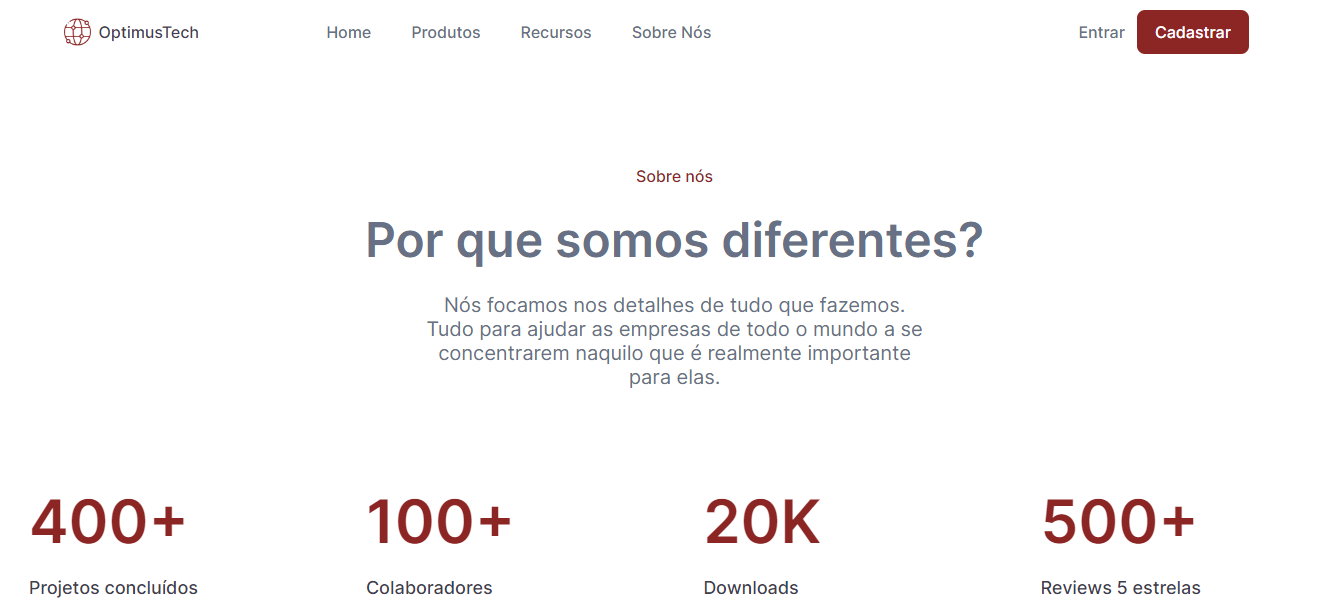 OptimusTech
Home Produtos Recursos Sobre Nós
Entrar Cadastrar
Sobre nós
Por que somos diferentes?
Nós focamos nos detalhes de tudo que fazemos.
Tudo para ajudar as empresas de todo o mundo a se
concentrarem naquilo que é realmente importante
para elas.
400+ 100+ 20K 500+
Projetos concluídos Colaboradores Downloads Reviews 5 estrelas